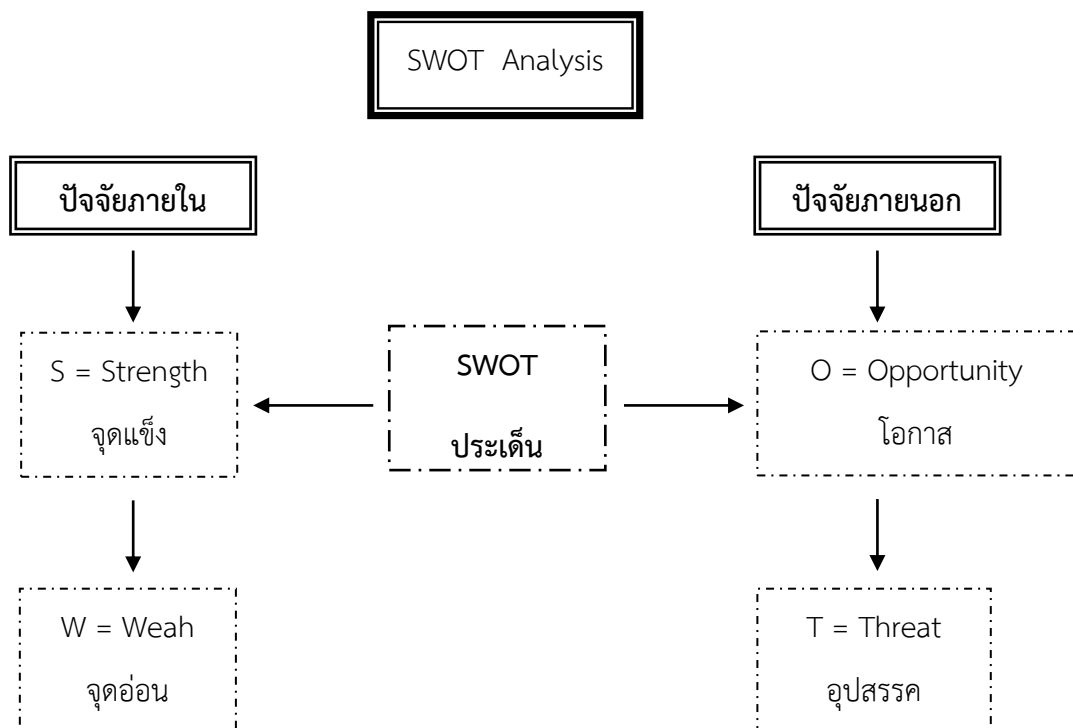 SWOT Analysis
ปัจจัยภายใน
ปัจจัยภายนอก
S = Strength
จุดแข็ง
SWOT
ประเด็น
O = Opportunity
โอกาส
W = Weah
จุดอ่อน
T = Threat
อุปสรรค